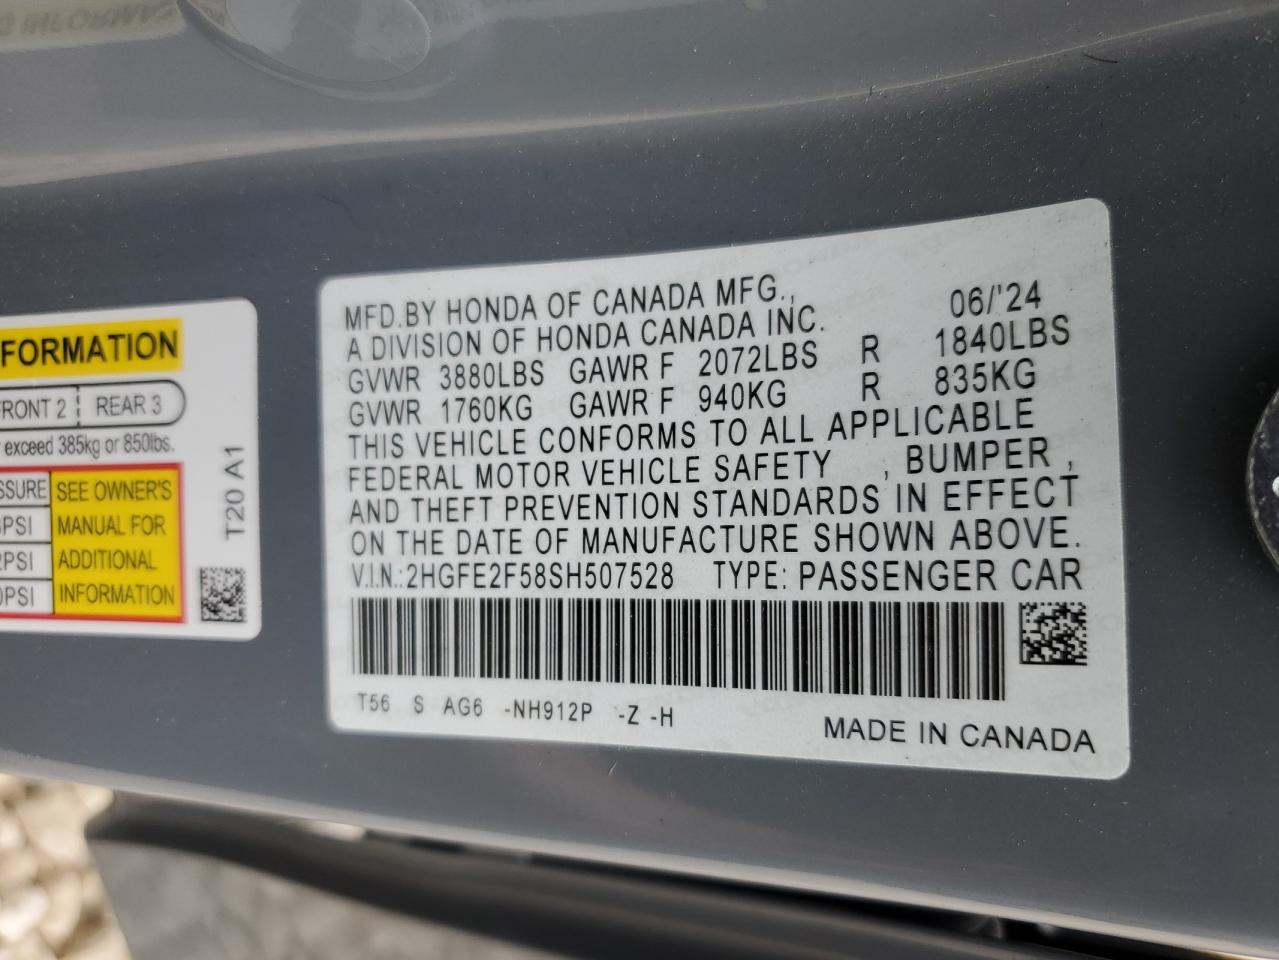 FORMATION
FRONT 2 REAR 3
exceed 385kg or 850lbs.
SSURE
PSI
PSI
PSI
SEE OWNER'S
MANUAL FOR
ADDITIONAL
INFORMATION
T20 A1
MFD.BY HONDA OF CANADA MFG., 06/'24
A DIVISION OF HONDA CANADA INC.
GVWR 3880LBS GAWR F 2072LBS R 1840LBS
GVWR 1760KG GAWR F 940KG R 835KG
THIS VEHICLE CONFORMS TO ALL APPLICABLE
FEDERAL MOTOR VEHICLE SAFETY , BUMPER ,
AND THEFT PREVENTION STANDARDS IN EFFECT
ON THE DATE OF MANUFACTURE SHOWN ABOVE.
V.I.N.:2HGFE2F58SH507528 TYPE: PASSENGER CAR
T56 S AG6 -NH912P -Z -H
MADE IN CANADA